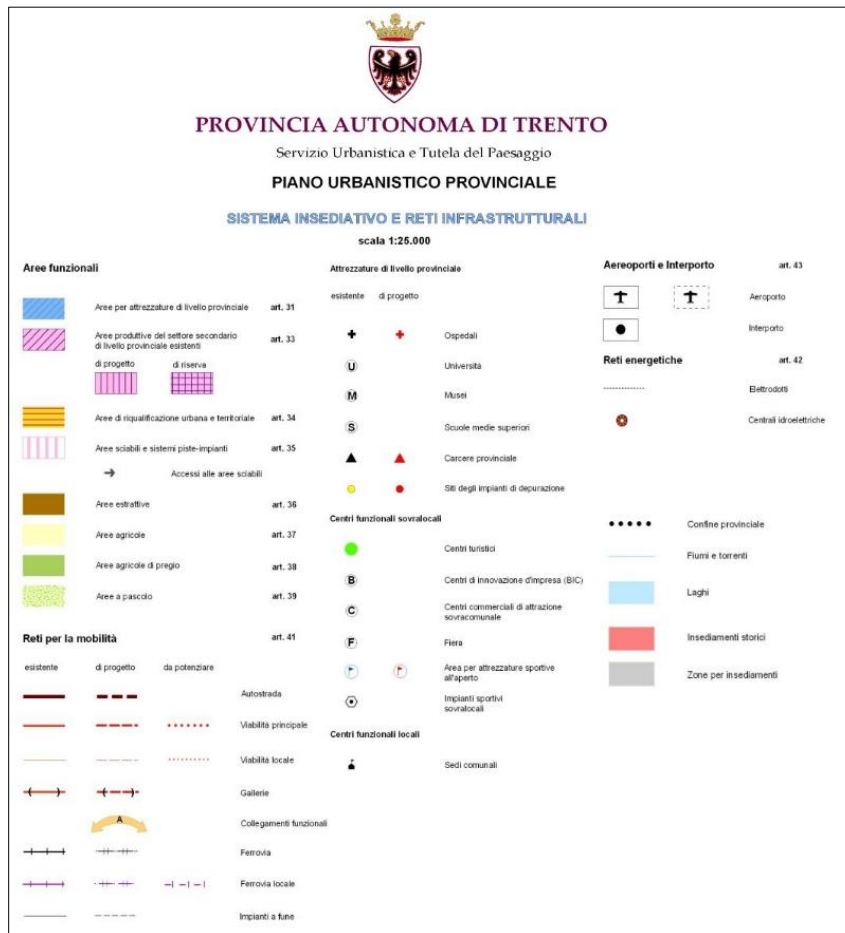 PROVINCIA AUTONOMA DI TRENTO
Servizio Urbanistica e Tutela del Paesaggio
PIANO URBANISTICO PROVINCIALE
SISTEMA INSEDIATIVO E RETI INFRASTRUTTURALI
scala 1:25.000
Aree funzionali
Aree per attrezzature di livello provinciale art. 31
Aree produttive del settore secondario
di livello provinciale esistenti art. 33
di progetto di riserva
Aree di riqualificazione urbana e territoriale art. 34
Aree sciabili e sistemi piste-impianti art. 35
Accessi alle aree sciabili
Aree estrattive art. 36
Aree agricole art. 37
Aree agricole di pregio art. 38
Aree a pascolo art. 39
Reti per la mobilità art. 41
esistente di progetto da potenziare
Autostrada
Viabilità principale
Viabilità locale
Gallerie
A Collegamenti funzionali
Ferrovia
Ferrovia locale
Impianti a fune
Attrezzature di livello provinciale
esistente di progetto
Ospedali
U Università
M Musei
S Scuole medie superiori
Carcere provinciale
Siti degli impianti di depurazione
Centri funzionali sovralocali
Centri turistici
B Centri di innovazione d'impresa (BIC)
C Centri commerciali di attrazione
sovracomunale
F Fiera
Area per attrezzature sportive
all'aperto
Impianti sportivi
sovralocali
Centri funzionali locali
Sedi comunali
Aereoporti e Interporto art. 43
Aeroporto
Interporto
Reti energetiche art. 42
Elettrodotti
Centrali idroelettriche
Confine provinciale
Fiumi e torrenti
Laghi
Insediamenti storici
Zone per insediamenti